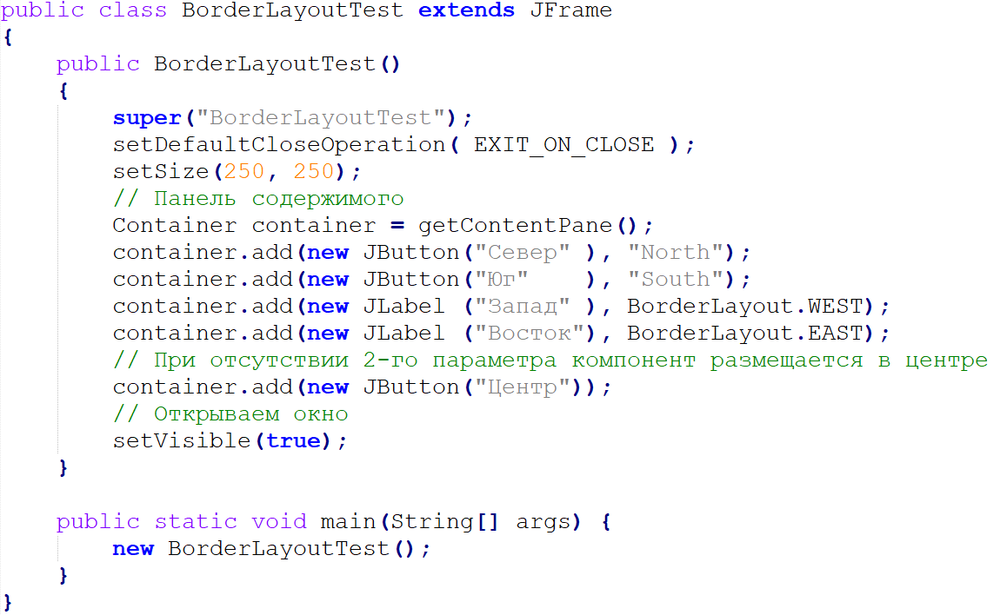 public class BorderLayoutTest extends JFrame
{
    public BorderLayoutTest()
    {
        super("BorderLayoutTest");
        setDefaultCloseOperation( EXIT_ON_CLOSE );
        setSize(250, 250);
        // Панель содержимого
        Container container = getContentPane();
        container.add(new JButton("Север" ), "North");
        container.add(new JButton("Юг"    ), "South");
        container.add(new JLabel ("Запад" ), BorderLayout.WEST);
        container.add(new JLabel ("Восток"), BorderLayout.EAST);
        // При отсутствии 2-го параметра компонент размещается в центре
        container.add(new JButton("Центр"));
        // Открываем окно
        setVisible(true);
    }

    public static void main(String[] args) {
        new BorderLayoutTest();
    }
}